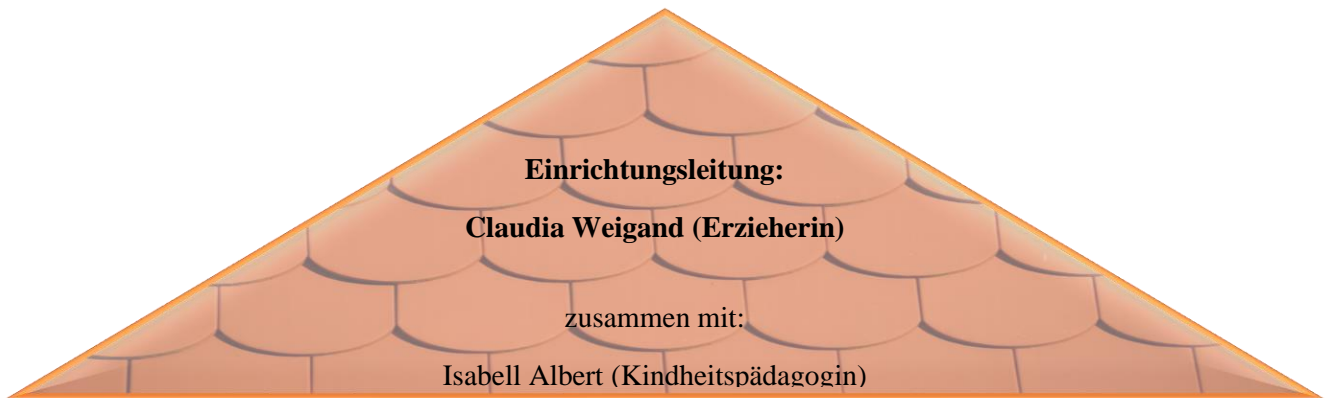 Einrichtungsleitung:
Claudia Weigand (Erzieherin)
zusammen mit:
Isabell Albert (Kindheitspädagogin)